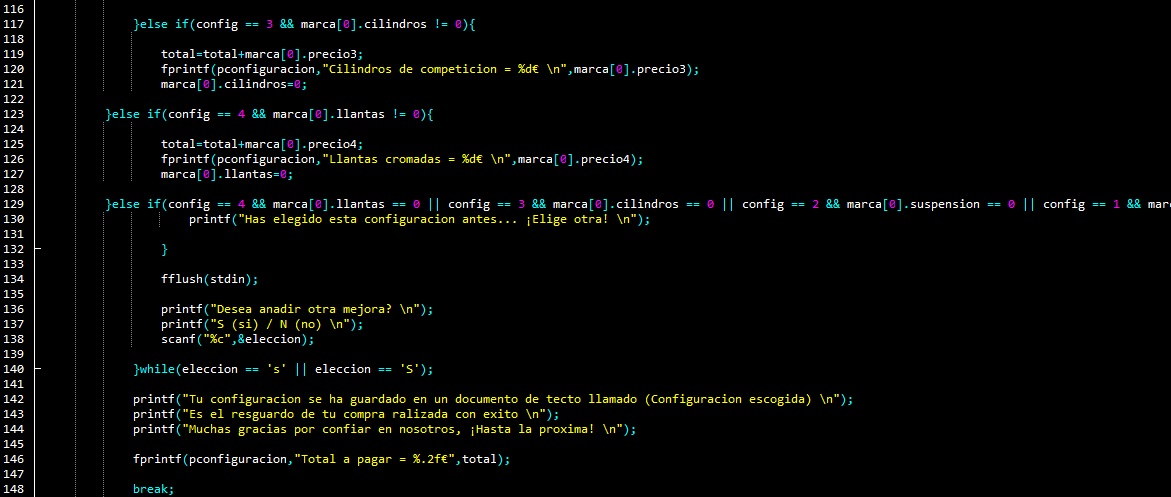 116
117 }else if(config == 3 && marca[0].cilindros != 0){
118
119 total=total+marca[0].precio3;
120 fprintf(pconfiguracion,"Cilindros de competicion = %d€ \n",marca[0].precio3);
121 marca[0].cilindros=0;
122
123 }else if(config == 4 && marca[0].llantas != 0){
124
125 total=total+marca[0].precio4;
126 fprintf(pconfiguracion,"Llantas cromadas = %d€ \n",marca[0].precio4);
127 marca[0].llantas=0;
128
129 }else if(config == 4 && marca[0].llantas == 0 || config == 3 && marca[0].cilindros == 0 || config == 2 && marca[0].suspension == 0 || config == 1 && mar
130 printf("Has elegido esta configuracion antes... ¡Elige otra! \n");
131
132 }
133
134 fflush(stdin);
135
136 printf("Desea anadir otra mejora? \n");
137 printf("S (si) / N (no) \n");
138 scanf("%c",&eleccion);
139
140 }while(eleccion == 's' || eleccion == 'S');
141
142 printf("Tu configuracion se ha guardado en un documento de tecto llamado (Configuracion escogida) \n");
143 printf("Es el resguardo de tu compra ralizada con exito \n");
144 printf("Muchas gracias por confiar en nosotros, ¡Hasta la proxima! \n");
145
146 fprintf(pconfiguracion,"Total a pagar = %.2f€",total);
147
148 break;